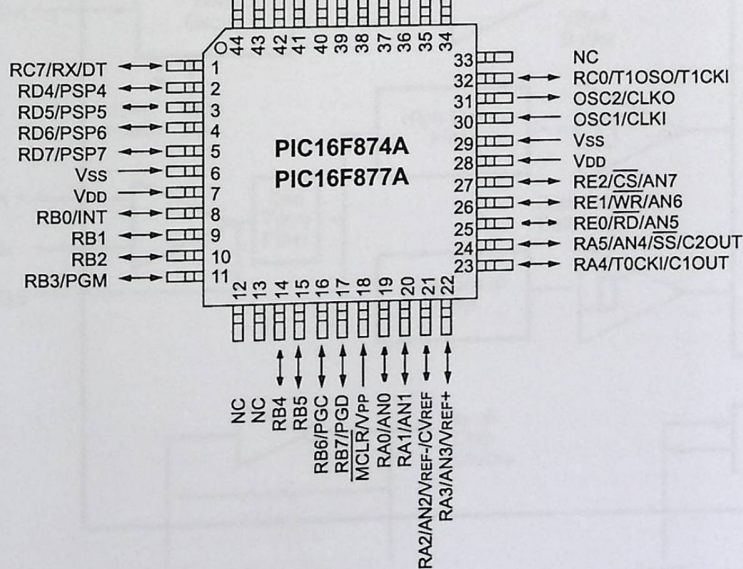 44 43 42 41 40 39 38 37 36 35 34
RC7/RX/DT 1
RD4/PSP4 2
RD5/PSP5 3
RD6/PSP6 4
RD7/PSP7 5
VSS 6
VDD 7
RB0/INT 8
RB1 9
RB2 10
RB3/PGM 11
PIC16F874A
PIC16F877A
33 NC
32 RC0/T1OSO/T1CKI
31 OSC2/CLKO
30 OSC1/CLKI
29 VSS
28 VDD
27 RE2/CS/AN7
26 RE1/WR/AN6
25 RE0/RD/AN5
24 RA5/AN4/SS/C2OUT
23 RA4/T0CKI/C1OUT
12 13 14 15 16 17 18 19 20 21 22
NC
NC
RB4
RB5
RB6/PGC
RB7/PGD
MCLR/VPP
RA0/AN0
RA1/AN1
RA2/AN2/VREF-/CVREF
RA3/AN3/VREF+